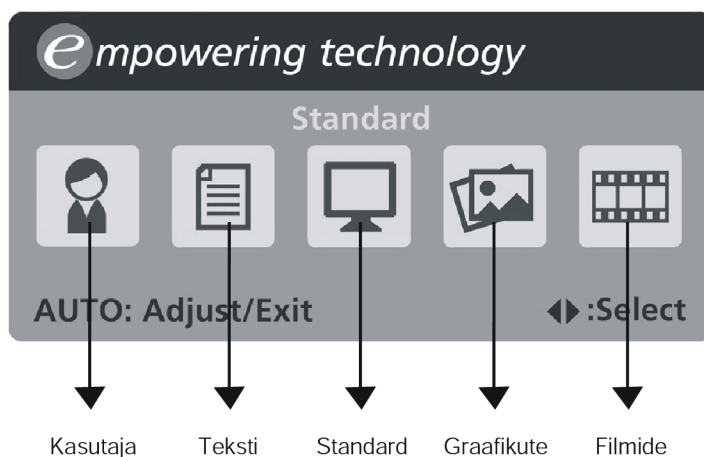 empowering technology
Standard
AUTO: Adjust/Exit ◀▶ :Select
Kasutaja Teksti Standard Graafikute Filmide